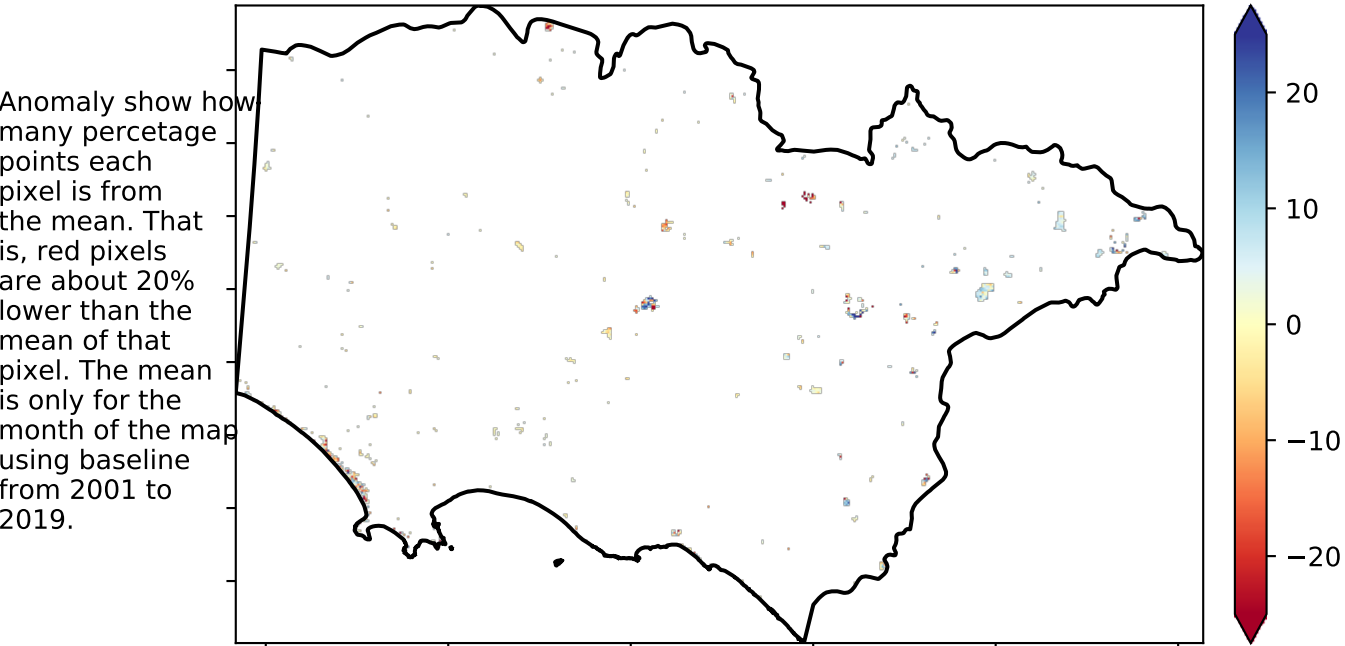 Anomaly show how
many percetage
points each
pixel is from
the mean. That
is, red pixels
are about 20%
lower than the
mean of that
pixel. The mean
is only for the
month of the map
using baseline
from 2001 to
2019.
20
10
0
−10
−20